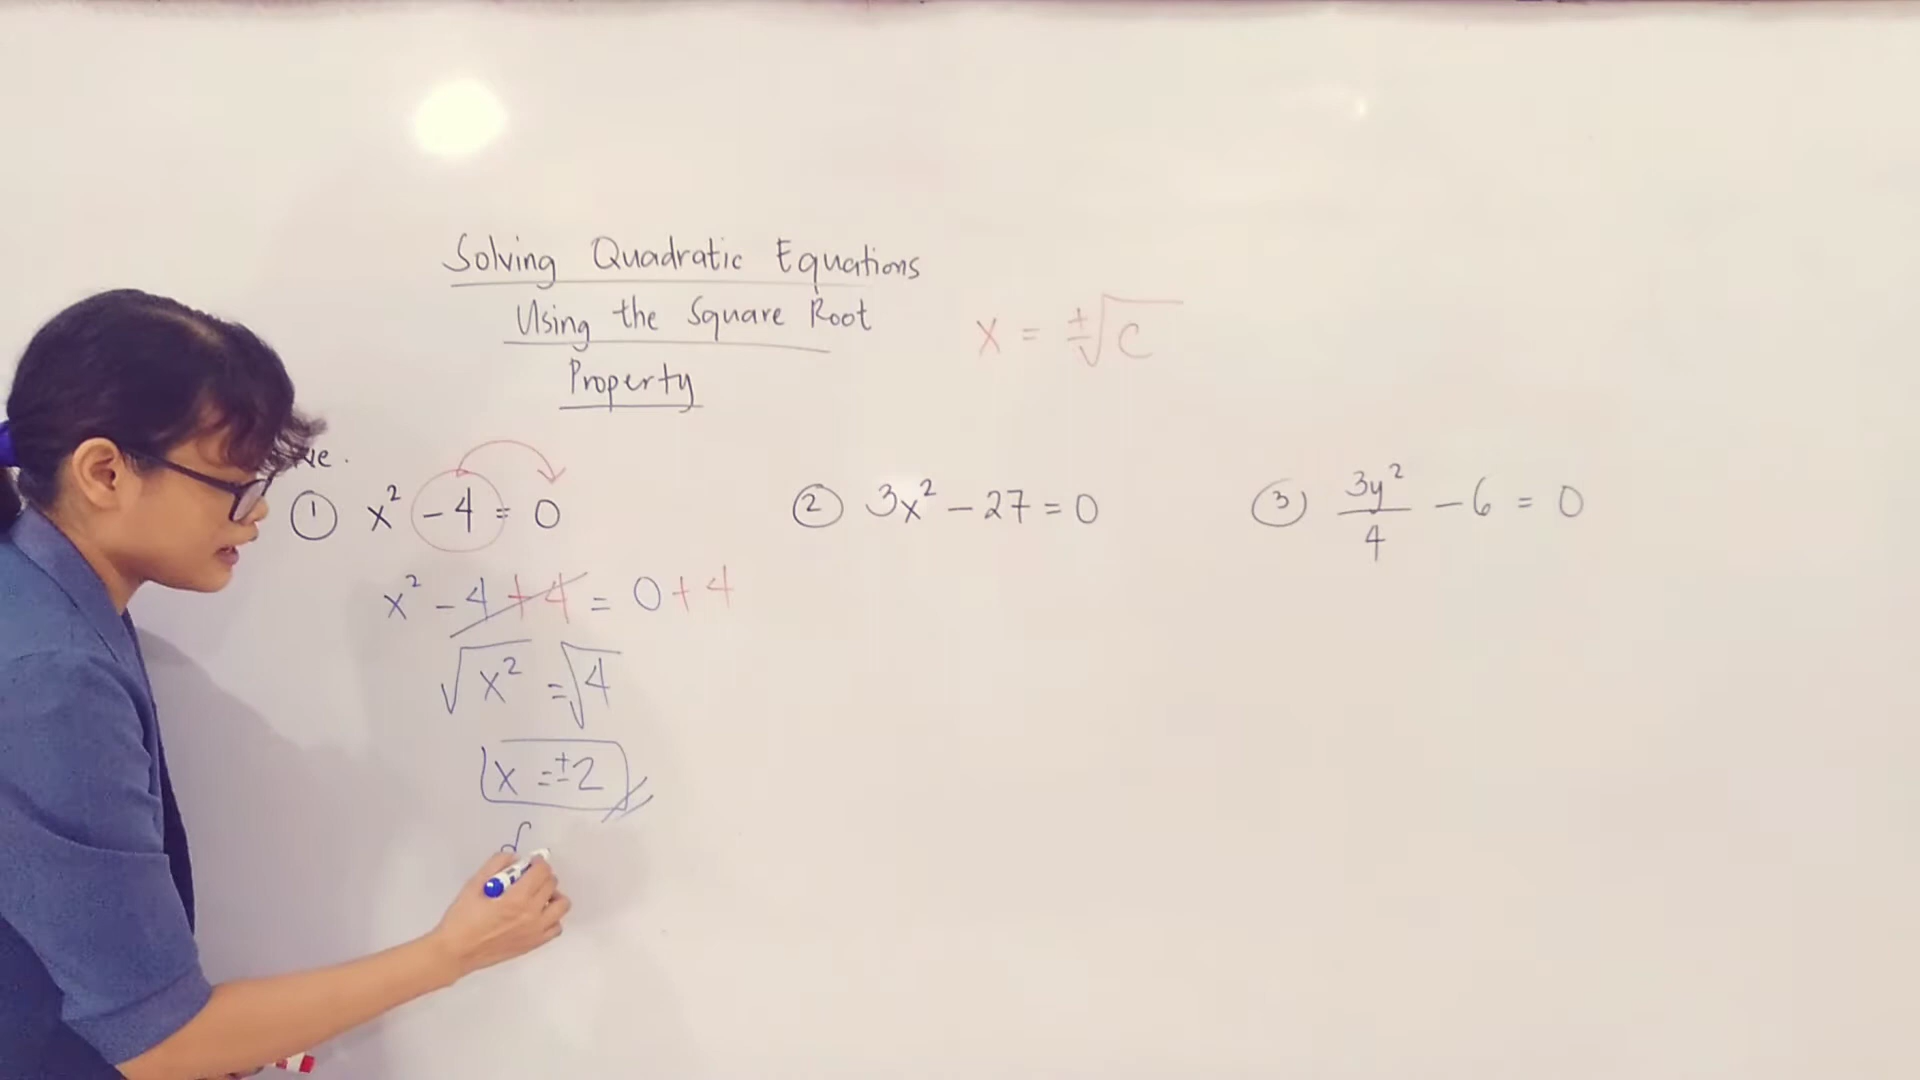 Solving Quadratic Equations
Using the Square Root
Property
x = ±√c
① x² - 4 = 0
x² - 4 + 4 = 0 + 4
√x² = √4
x = ±2
② 3x² - 27 = 0
③ 3y²/4 - 6 = 0